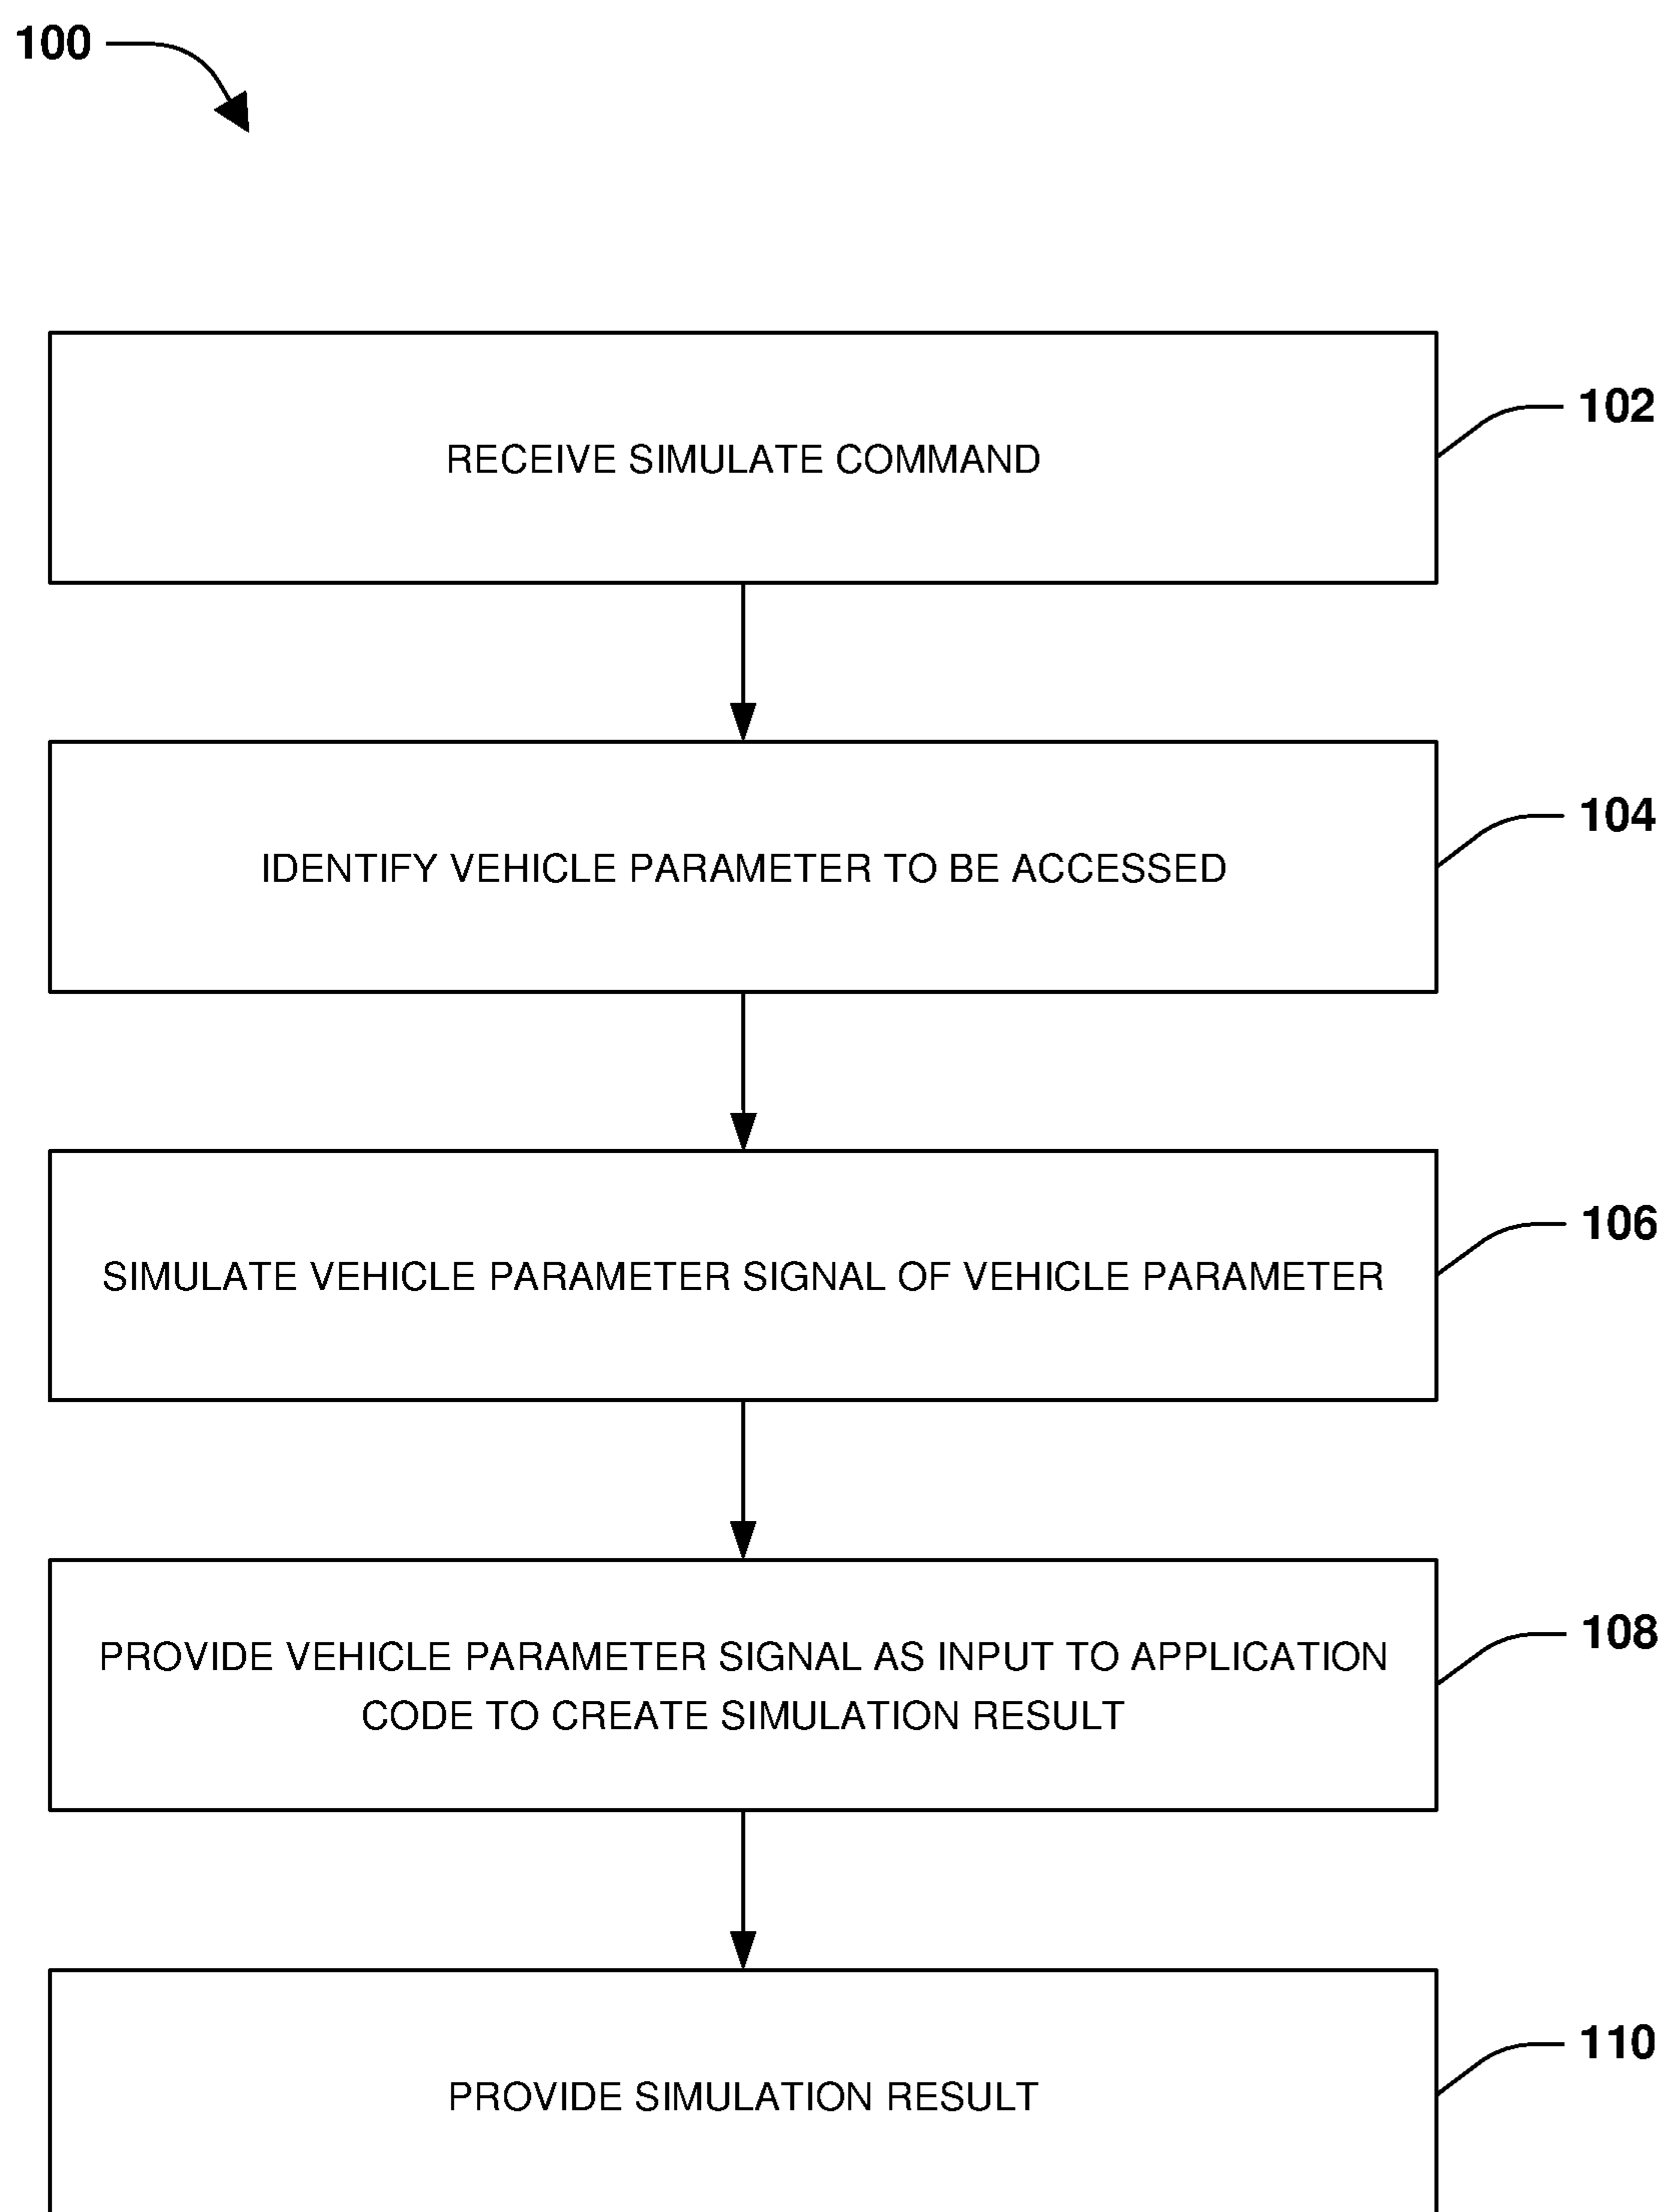 100
RECEIVE SIMULATE COMMAND
102
IDENTIFY VEHICLE PARAMETER TO BE ACCESSED
104
SIMULATE VEHICLE PARAMETER SIGNAL OF VEHICLE PARAMETER
106
PROVIDE VEHICLE PARAMETER SIGNAL AS INPUT TO APPLICATION
CODE TO CREATE SIMULATION RESULT
108
PROVIDE SIMULATION RESULT
110